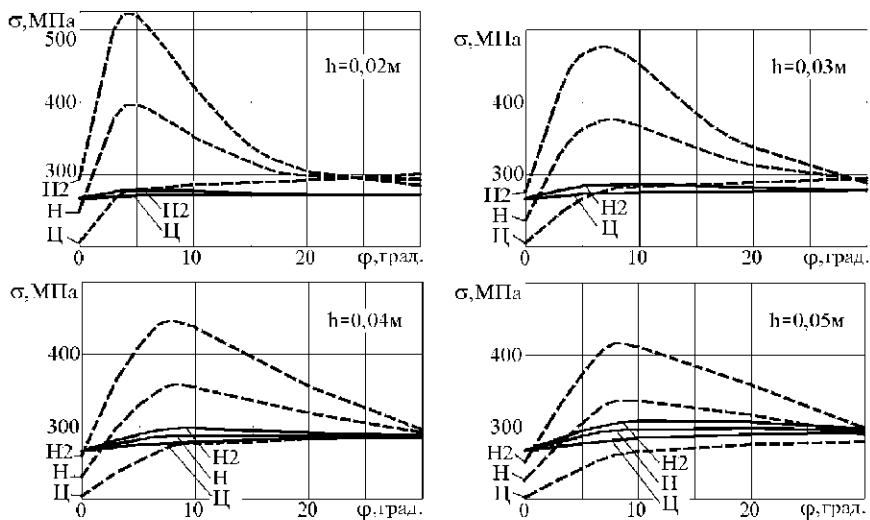 σ,МПа
500
h=0,02м
400
300
Н2
Н
Ц
Н2
Ц
0
10
20
φ,град.
σ,МПа
h=0,03м
400
300
Н2
Н
Ц
Н2
Ц
0
10
20
φ,град.
σ,МПа
h=0,04м
400
300
Н2
Н
Ц
Н2
Н
Ц
0
10
20
φ,град.
σ,МПа
h=0,05м
400
300
Н2
Н
Ц
Н2
Н
Ц
0
10
20
φ,град.